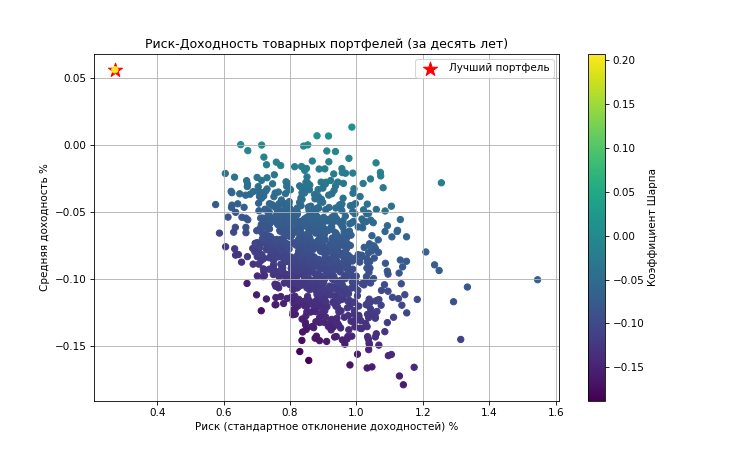 Риск-Доходность товарных портфелей (за десять лет)
Лучший портфель
Средняя доходность %
0.05
0.00
−0.05
−0.10
−0.15
0.4 0.6 0.8 1.0 1.2 1.4 1.6
Риск (стандартное отклонение доходностей) %
0.20
0.15
0.10
0.05
0.00
−0.05
−0.10
−0.15
Коэффициент Шарпа